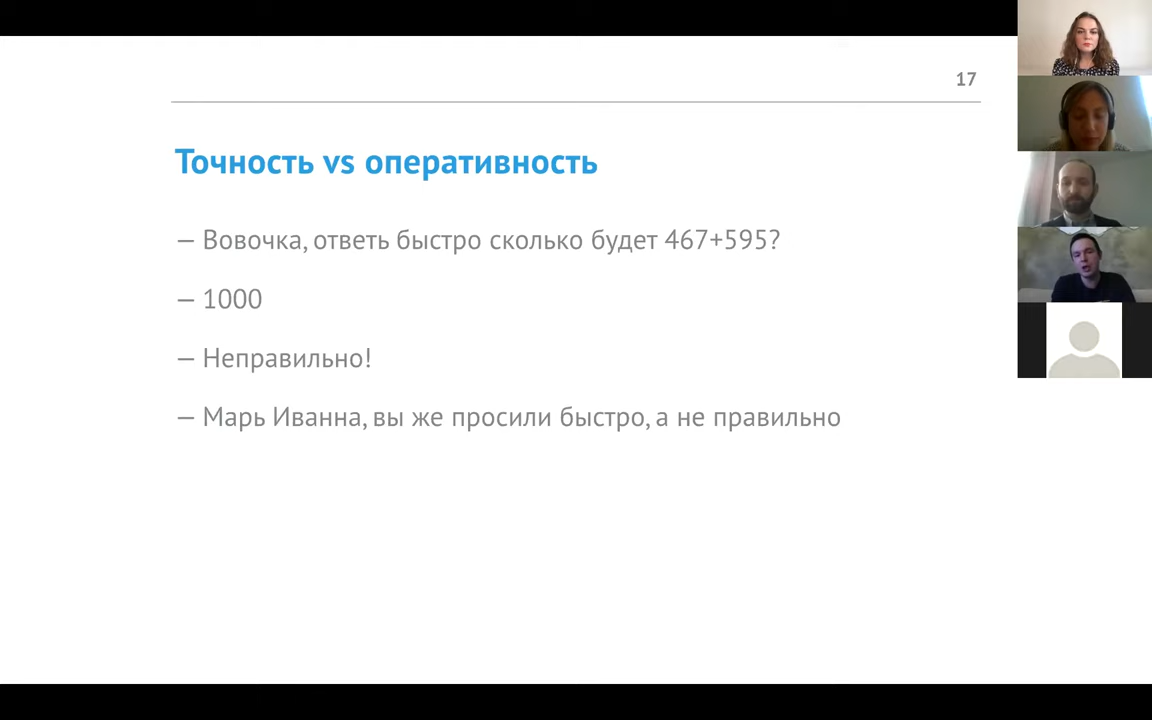 17
Точность vs оперативность
— Вовочка, ответь быстро сколько будет 467+595?
— 1000
— Неправильно!
— Марь Иванна, вы же просили быстро, а не правильно